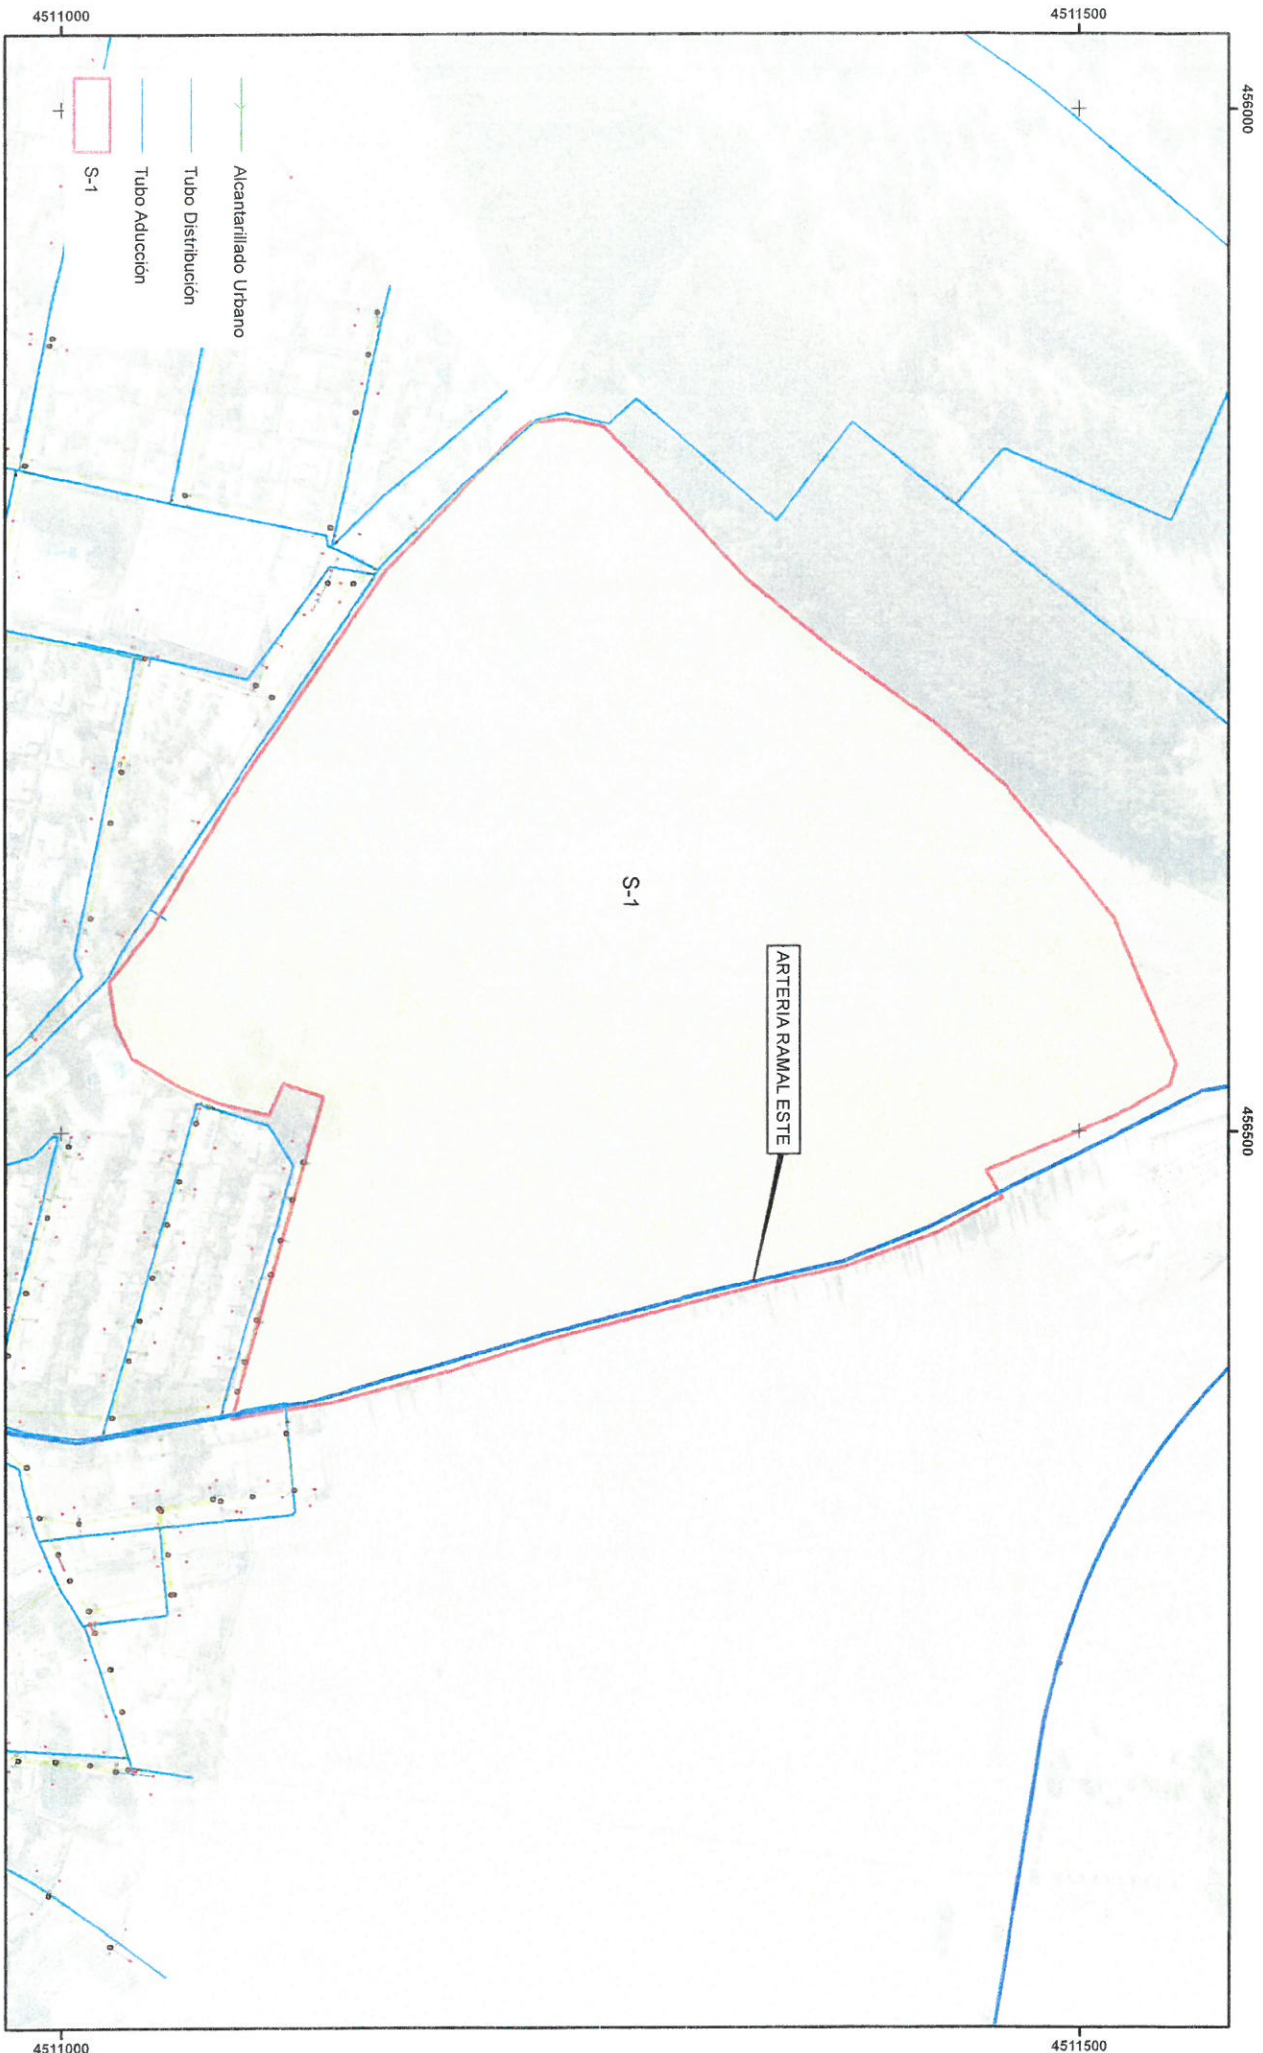 4511000
4511500
456000
456500
Alcantarillado Urbano
Tubo Distribución
Tubo Aducción
S-1
S-1
ARTERIA RAMAL ESTE
4511000
4511500